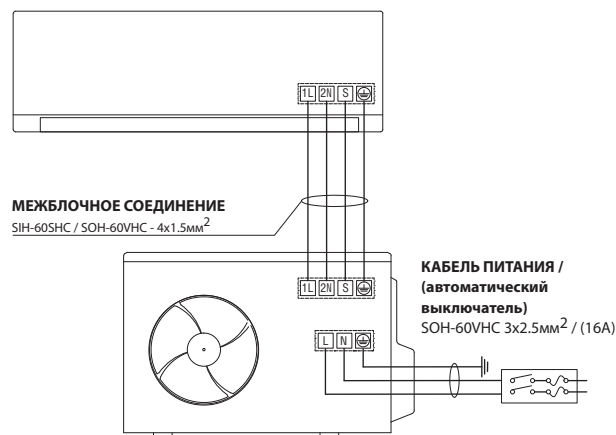 1L 2N S
МЕЖБЛОЧНОЕ СОЕДИНЕНИЕ
SIH-60SHC / SOH-60VHC - 4x1.5мм²
КАБЕЛЬ ПИТАНИЯ /
(автоматический
выключатель)
SOH-60VHC 3x2.5мм² / (16A)
1L 2N S
L N